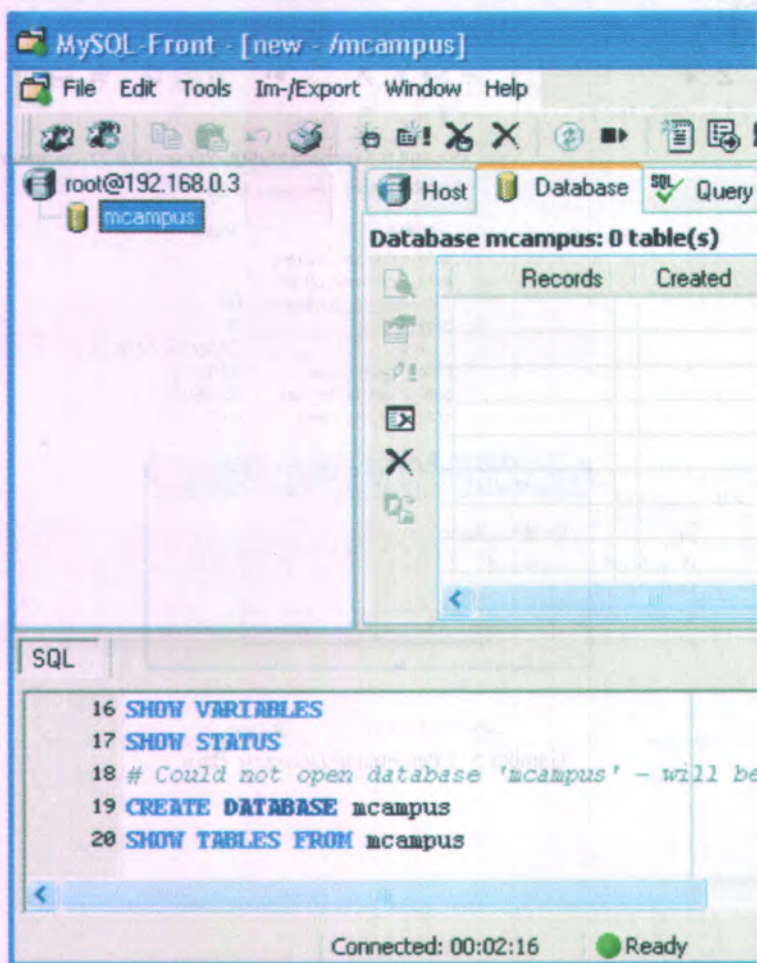 MySQL-Front - [new - /mcampus]
File Edit Tools Im-/Export Window Help
root@192.168.0.3
mcampus
Host Database SQL Query
Database mcampus: 0 table(s)
Records Created
SQL
16 SHOW VARIABLES
17 SHOW STATUS
18 # Could not open database 'mcampus' - will be
19 CREATE DATABASE mcampus
20 SHOW TABLES FROM mcampus
Connected: 00:02:16 Ready